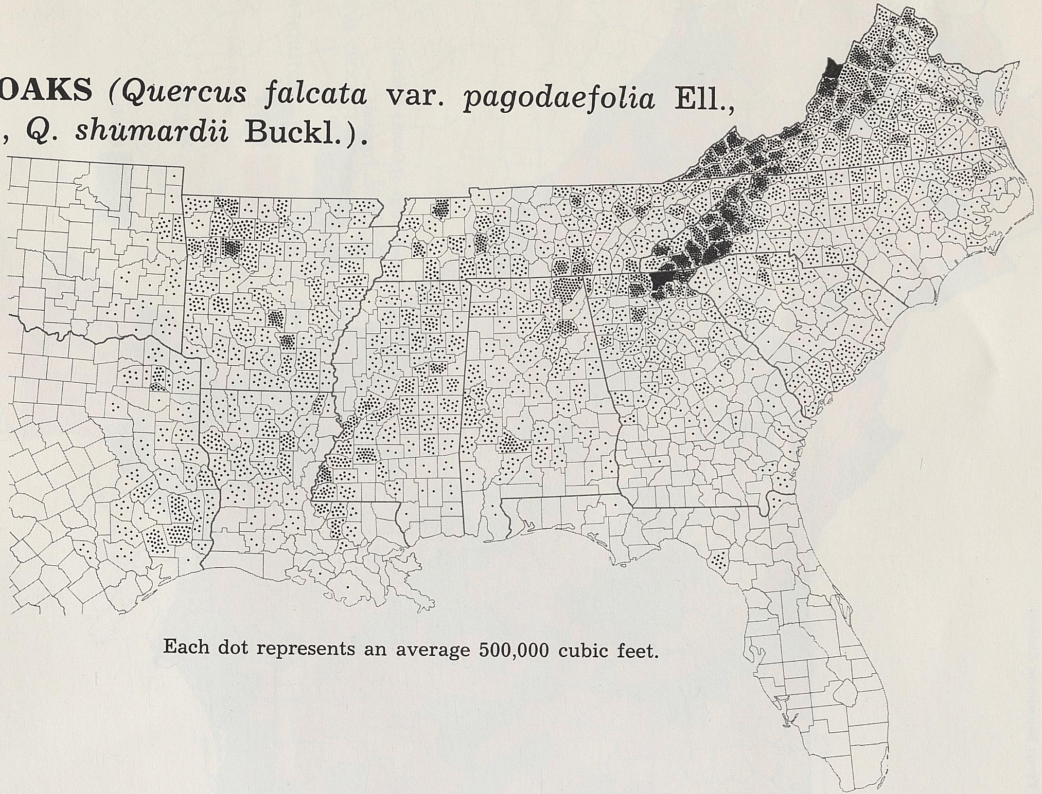 OAKS (Quercus falcata var. pagodaefolia Ell.,
, Q. shumardii Buckl.).
Each dot represents an average 500,000 cubic feet.